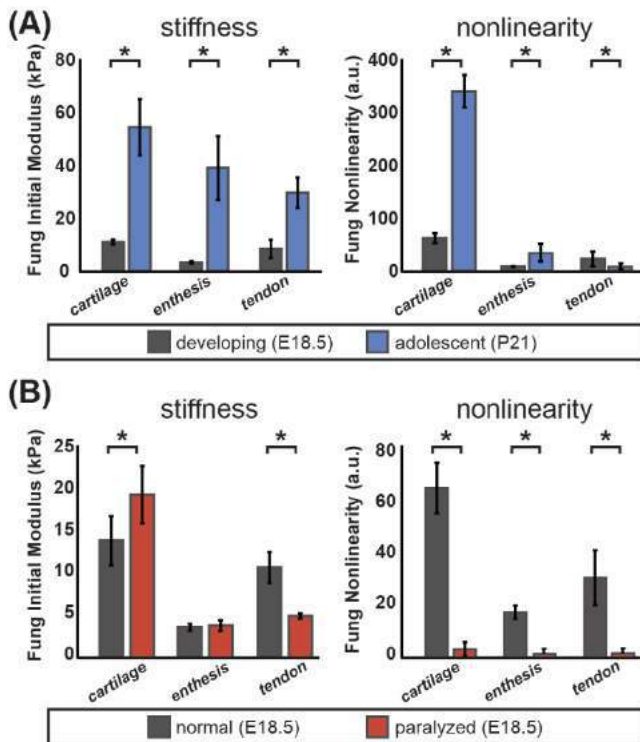 (A)
stiffness
nonlinearity
Fung Initial Modulus (kPa)
80
60
40
20
0
* * *
cartilage
enthesis
tendon
Fung Nonlinearity (a.u.)
400
300
200
100
0
* * *
cartilage
enthesis
tendon
developing (E18.5) adolescent (P21)
(B)
stiffness
nonlinearity
Fung Initial Modulus (kPa)
25
20
15
10
5
0
* *
cartilage
enthesis
tendon
Fung Nonlinearity (a.u.)
80
60
40
20
0
* * *
cartilage
enthesis
tendon
normal (E18.5) paralyzed (E18.5)